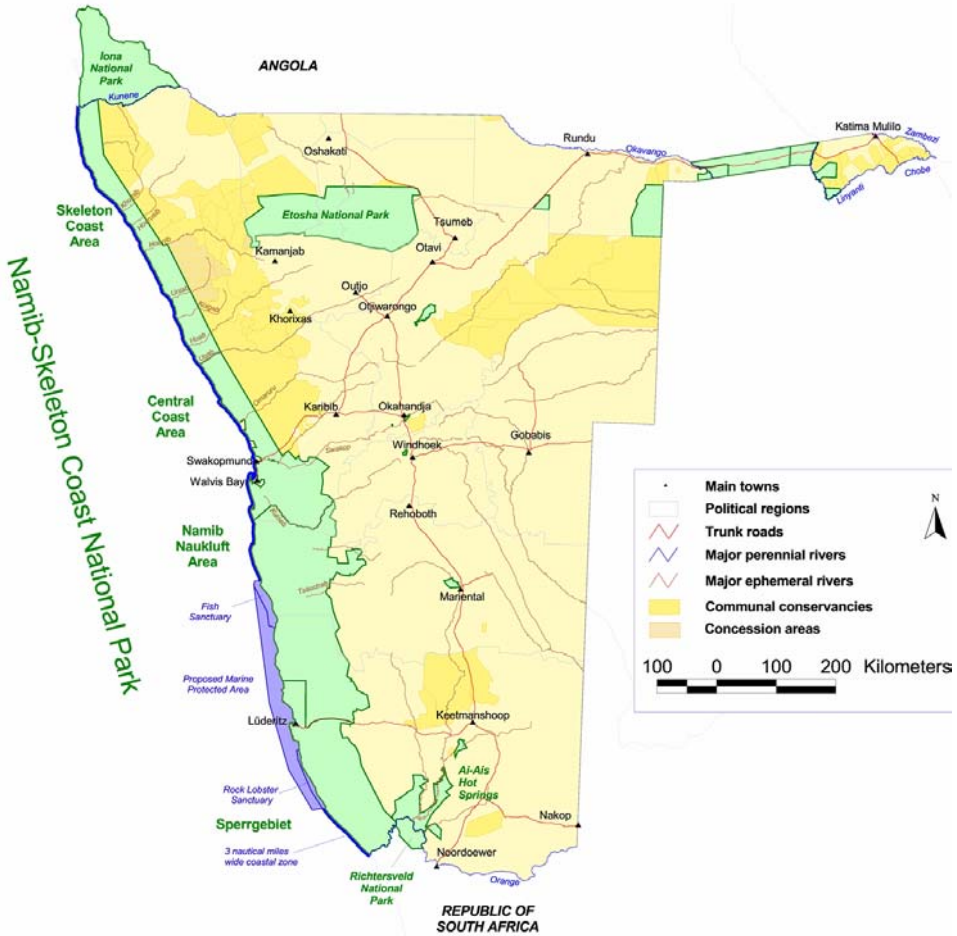 Iona
National
Park
ANGOLA
Kunene
Oshakati
Rundu
Okavango
Katima Mulilo
Zambezi
Chobe
Linyanti
Skeleton
Coast
Area
Etosha National Park
Tsumeb
Otavi
Kamanjab
Outjo
Otjiwarongo
Khorixas
Namib-Skeleton Coast National Park
Ugab
Omaruru
Central
Coast
Area
Karibib
Okahandja
Windhoek
Gobabis
Swakop
Swakopmund
Walvis Bay
Rehoboth
Namib
Naukluft
Area
Mariental
Fish
Sanctuary
Proposed Marine
Protected Area
Lüderitz
Keetmanshoop
Ai-Ais
Hot
Springs
Rock Lobster
Sanctuary
Sperrgebiet
Nakop
3 nautical miles
wide coastal zone
Noordoewer
Orange
Richtersveld
National
Park
REPUBLIC OF
SOUTH AFRICA
Main towns
Political regions
Trunk roads
Major perennial rivers
Major ephemeral rivers
Communal conservancies
Concession areas
N
100 0 100 200 Kilometers